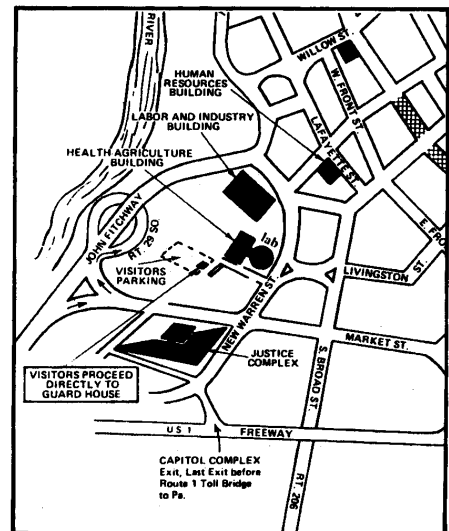 RIVER
WILLOW ST.
HUMAN
RESOURCES
BUILDING
W. FRONT ST.
LABOR AND INDUSTRY
BUILDING
LAFAYETTE ST.
HEALTH AGRICULTURE
BUILDING
JOHN FITCHWAY
RT. 29 SO.
lab
VISITORS
PARKING
E. FRO
LIVINGSTON
ST.
NEW WARREN ST.
MARKET ST.
VISITORS PROCEED
DIRECTLY TO
GUARD HOUSE
JUSTICE
COMPLEX
S. BROAD ST.
US 1 FREEWAY
CAPITOL COMPLEX
Exit, Last Exit before
Route 1 Toll Bridge
to Pa.
RT. 206